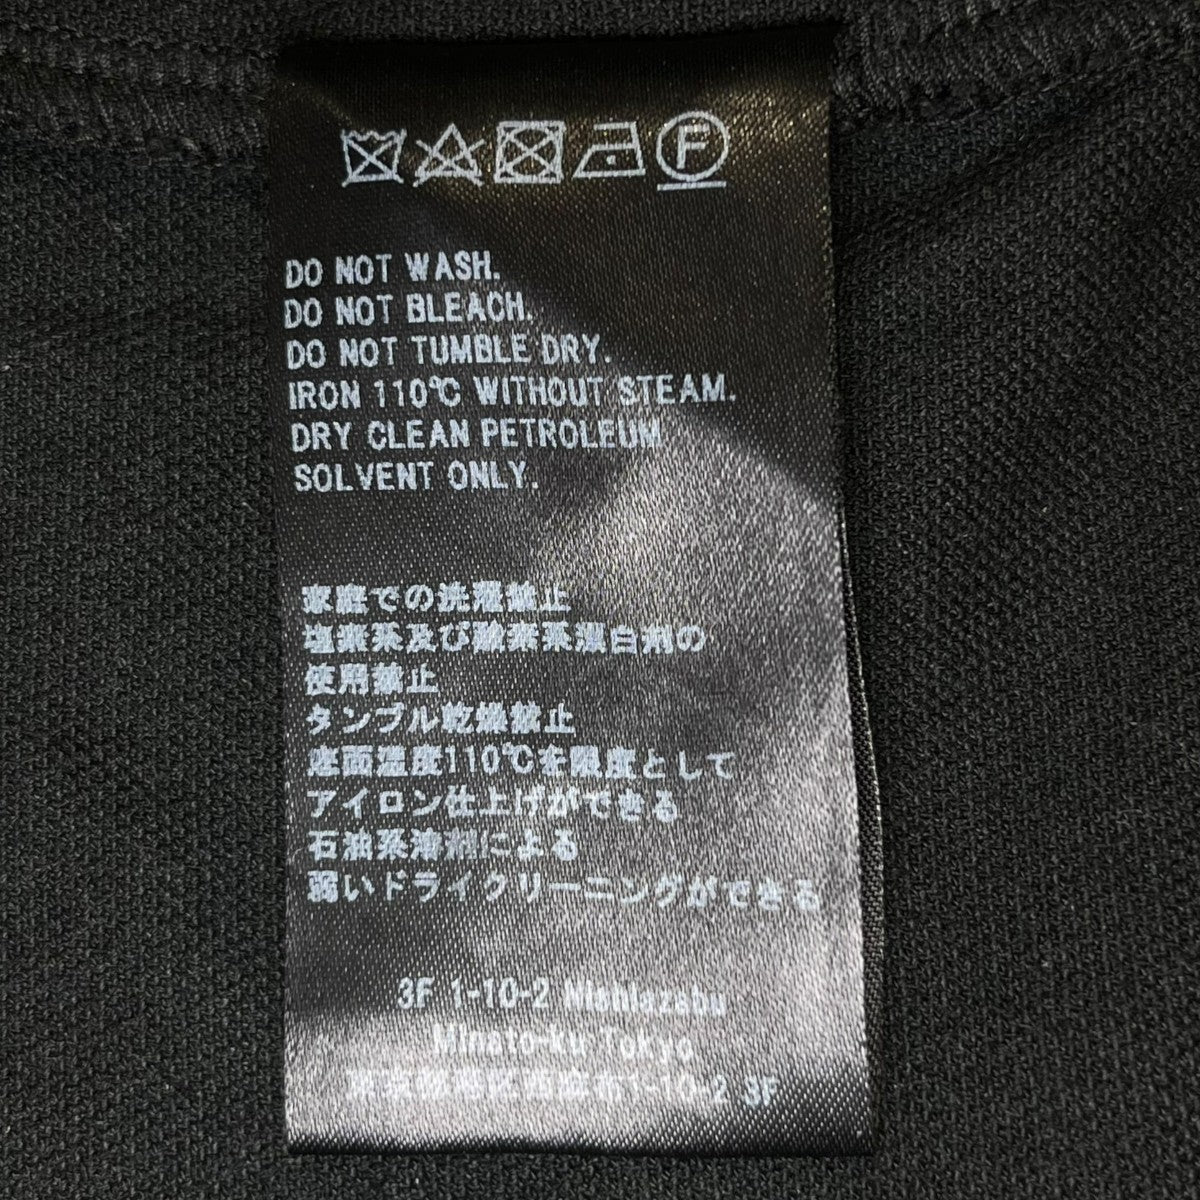 F
DO NOT WASH.
DO NOT BLEACH.
DO NOT TUMBLE DRY.
IRON 110℃ WITHOUT STEAM.
DRY CLEAN PETROLEUM
SOLVENT ONLY.
家庭での洗濯禁止
塩素系及び酸素系漂白剤の
使用禁止
タンブル乾燥禁止
底面温度110℃を限度として
アイロン仕上げができる
石油系溶剤による
弱いドライクリーニングができる
3F 1-10-2 Nishiazabu
Minato-ku Tokyo
東京都港区西麻布1-10-2 3F